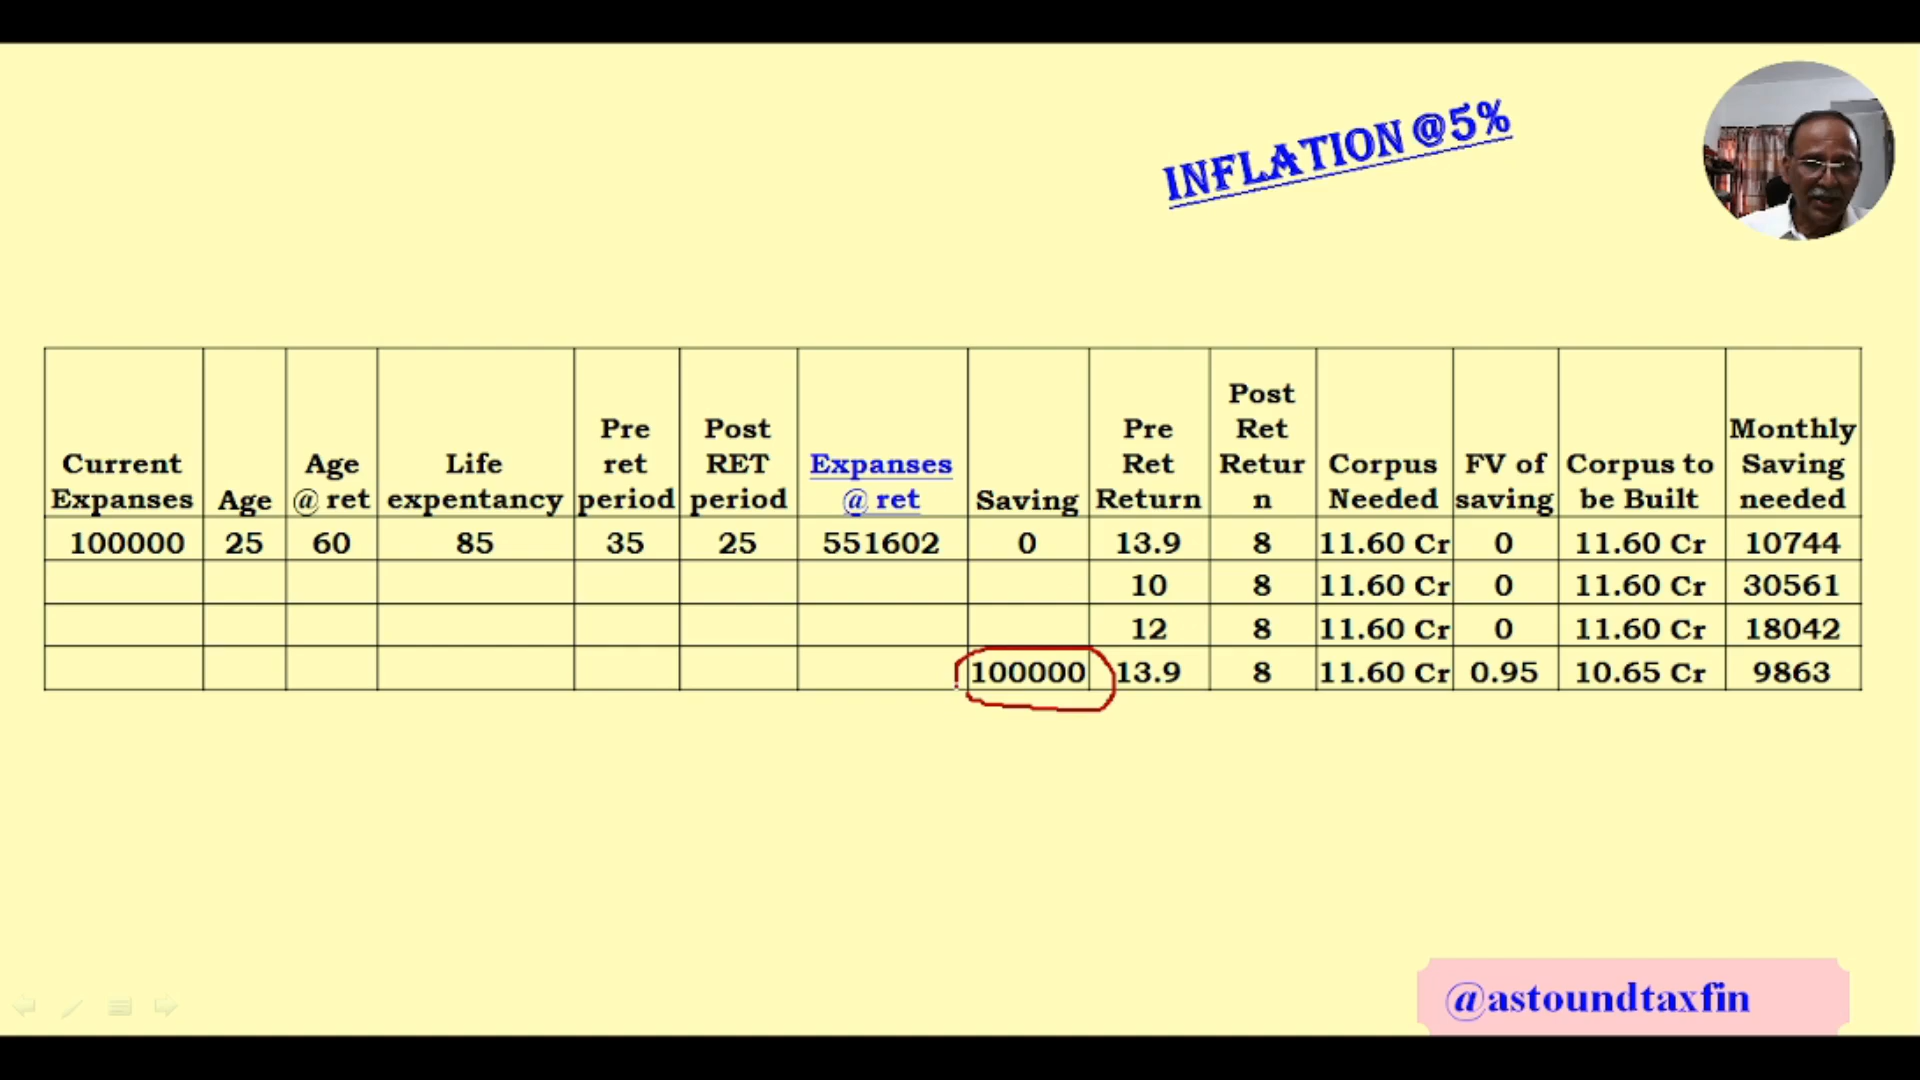 INFLATION @5%
Current Expanses Age Age @ ret Life expentancy Pre ret period Post RET period Expanses @ ret Saving Pre Ret Return Post Ret Retur n Corpus Needed FV of saving Corpus to be Built Monthly Saving needed
100000 25 60 85 35 25 551602 0 13.9 8 11.60 Cr 0 11.60 Cr 10744
10 8 11.60 Cr 0 11.60 Cr 30561
12 8 11.60 Cr 0 11.60 Cr 18042
100000 13.9 8 11.60 Cr 0.95 10.65 Cr 9863
@astoundtaxfin